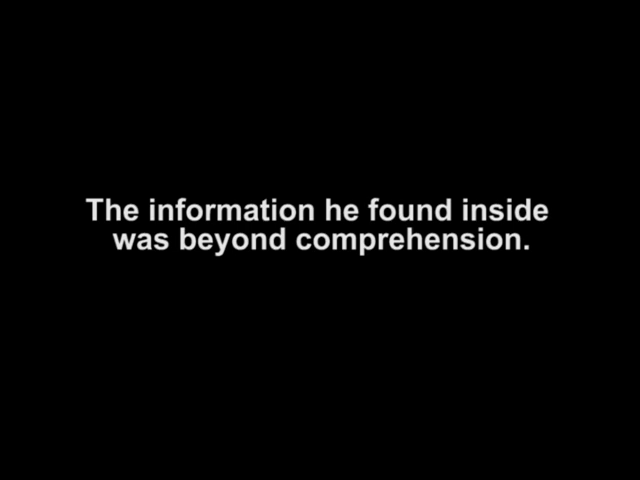 The information he found inside
was beyond comprehension.